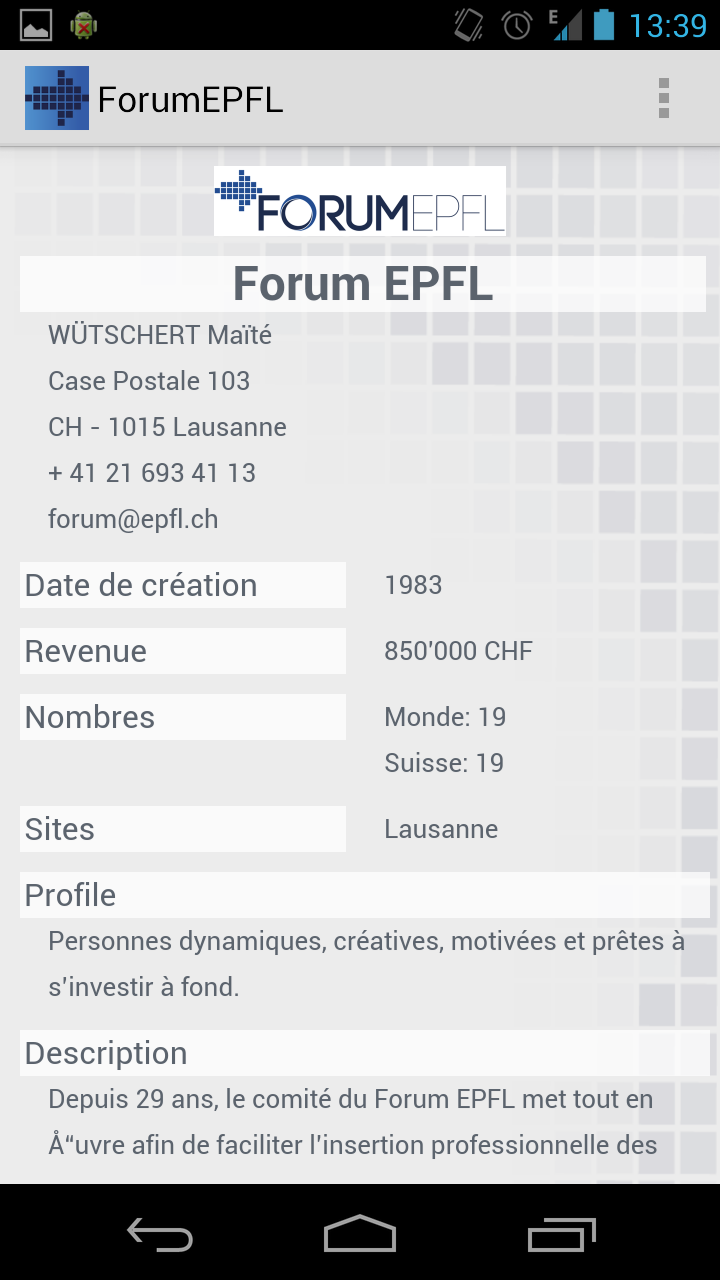 E 13:39
ForumEPFL
FORUMEPFL
Forum EPFL
WÜTSCHERT Maïté
Case Postale 103
CH - 1015 Lausanne
+ 41 21 693 41 13
forum@epfl.ch
Date de création 1983
Revenue 850'000 CHF
Nombres Monde: 19
Suisse: 19
Sites Lausanne
Profile
Personnes dynamiques, créatives, motivées et prêtes à
s'investir à fond.
Description
Depuis 29 ans, le comité du Forum EPFL met tout en
Å“uvre afin de faciliter l'insertion professionnelle des